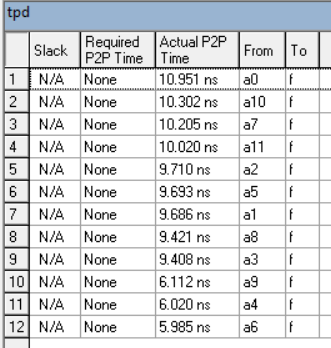 tpd
Slack Required P2P Time Actual P2P Time From To
1 N/A None 10.951 ns a0 f
2 N/A None 10.302 ns a10 f
3 N/A None 10.205 ns a7 f
4 N/A None 10.020 ns a11 f
5 N/A None 9.710 ns a2 f
6 N/A None 9.693 ns a5 f
7 N/A None 9.686 ns a1 f
8 N/A None 9.421 ns a8 f
9 N/A None 9.408 ns a3 f
10 N/A None 6.112 ns a9 f
11 N/A None 6.020 ns a4 f
12 N/A None 5.985 ns a6 f